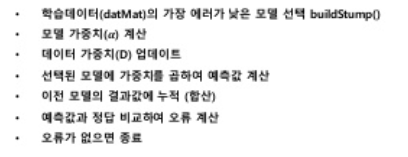 • 학습데이터(datMat)의 가장 에러가 낮은 모델 선택 buildStump()
• 모델 가중치(α) 계산
• 데이터 가중치(D) 업데이트
• 선택된 모델에 가중치를 곱하여 예측값 계산
• 이전 모델의 결과값에 누적 (합산)
• 예측값과 정답 비교하여 오류 계산
• 오류가 없으면 종료